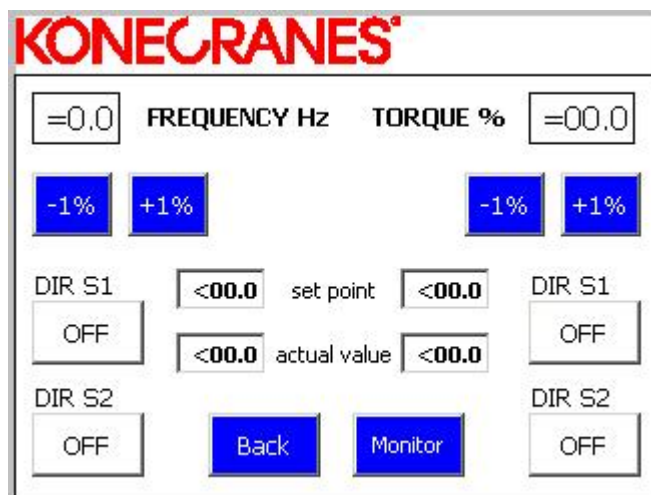 KONECRANES®
=0.0 FREQUENCY Hz TORQUE % =00.0
-1% +1% -1% +1%
DIR S1 <00.0 set point <00.0 DIR S1
OFF <00.0 actual value <00.0 OFF
DIR S2 DIR S2
OFF Back Monitor OFF